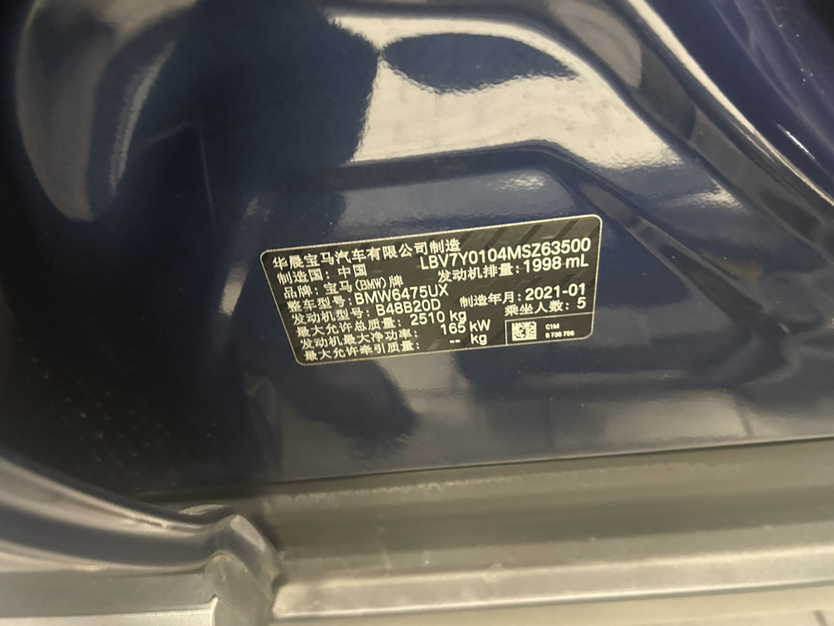 华晨宝马汽车有限公司制造
LBV7Y0104MSZ63500
制造国：中国 发动机排量：1998 mL
品牌：宝马(BMW)牌
整车型号：BMW6475UX 制造年月：2021-01
发动机型号：B48B20D 乘坐人数：5
最大允许总质量：2510 kg
发动机最大净功率：165 kW
最大允许牵引质量：-- kg
C1M
9 738 756